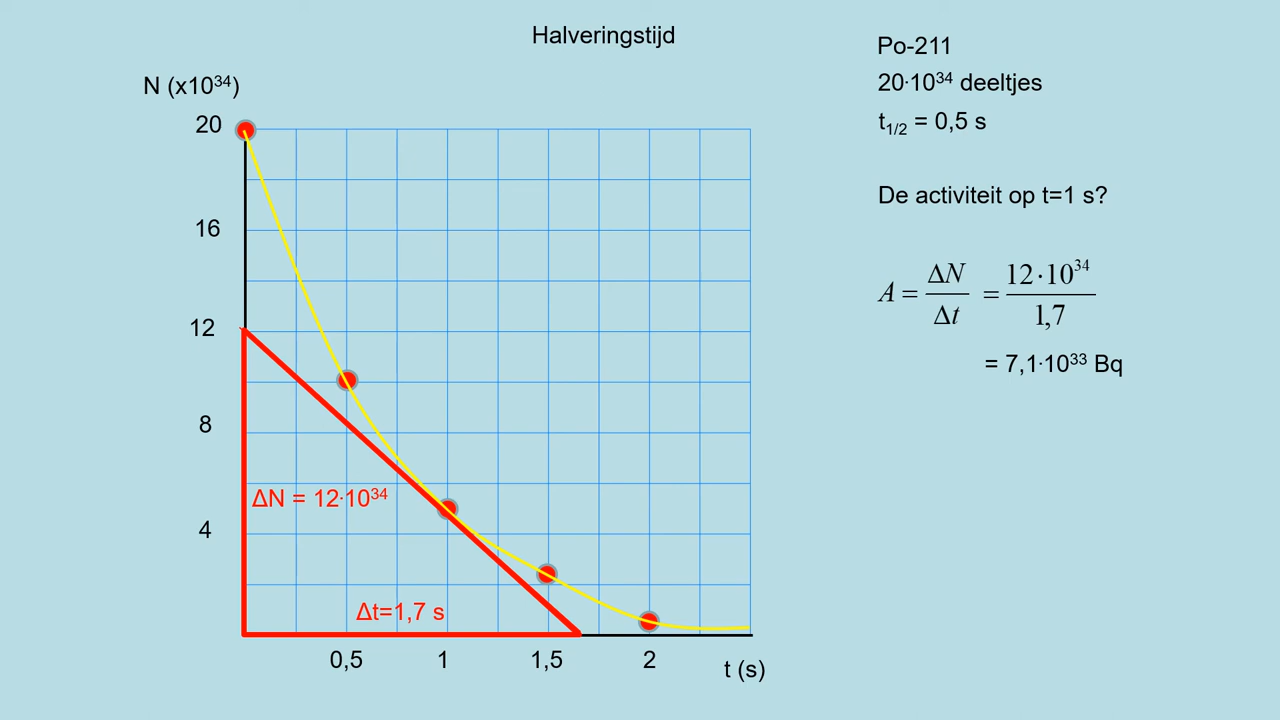 Halveringstijd
N (x10³⁴)
20
16
12
8
4
ΔN = 12·10³⁴
Δt=1,7 s
0,5 1 1,5 2
t (s)
Po-211
20·10³⁴ deeltjes
t₁/₂ = 0,5 s
De activiteit op t=1 s?
A = ΔN/Δt = 12·10³⁴/1,7
= 7,1·10³³ Bq